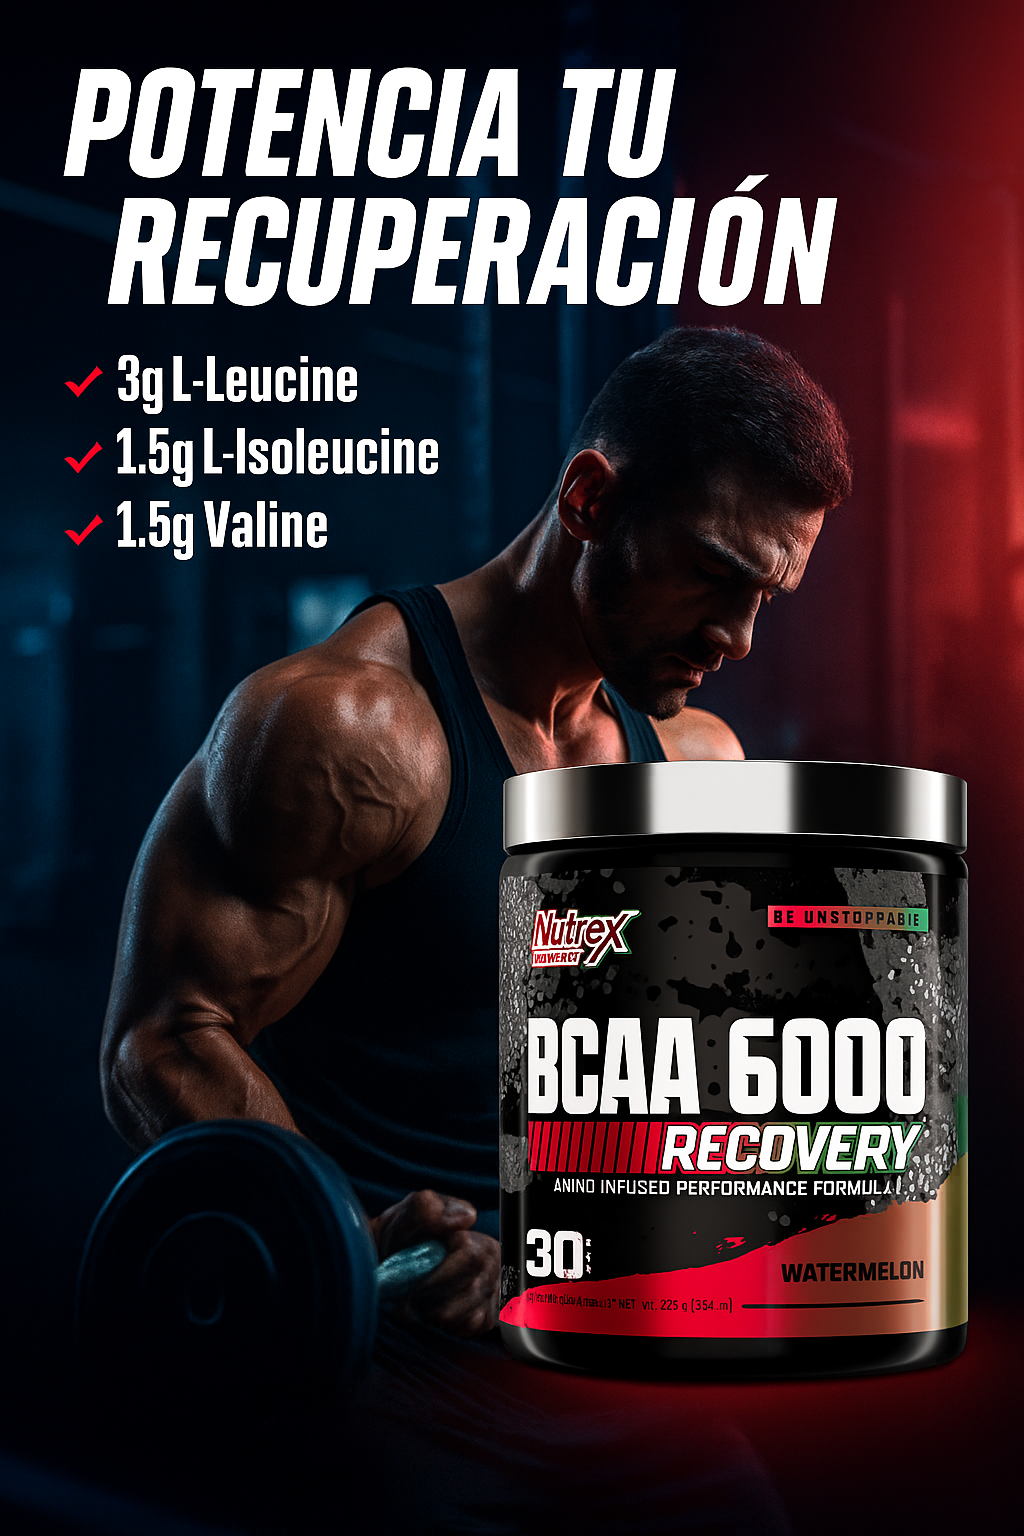 POTENCIA TU
RECUPERACIÓN
3g L-Leucine
1.5g L-Isoleucine
1.5g Valine
Nutrex
BE UNSTOPPABIE
BCAA 6000
RECOVERY
ANINO INFUSED PERFORMANCE FORMULA
30
WATERMELON
NET 225 g